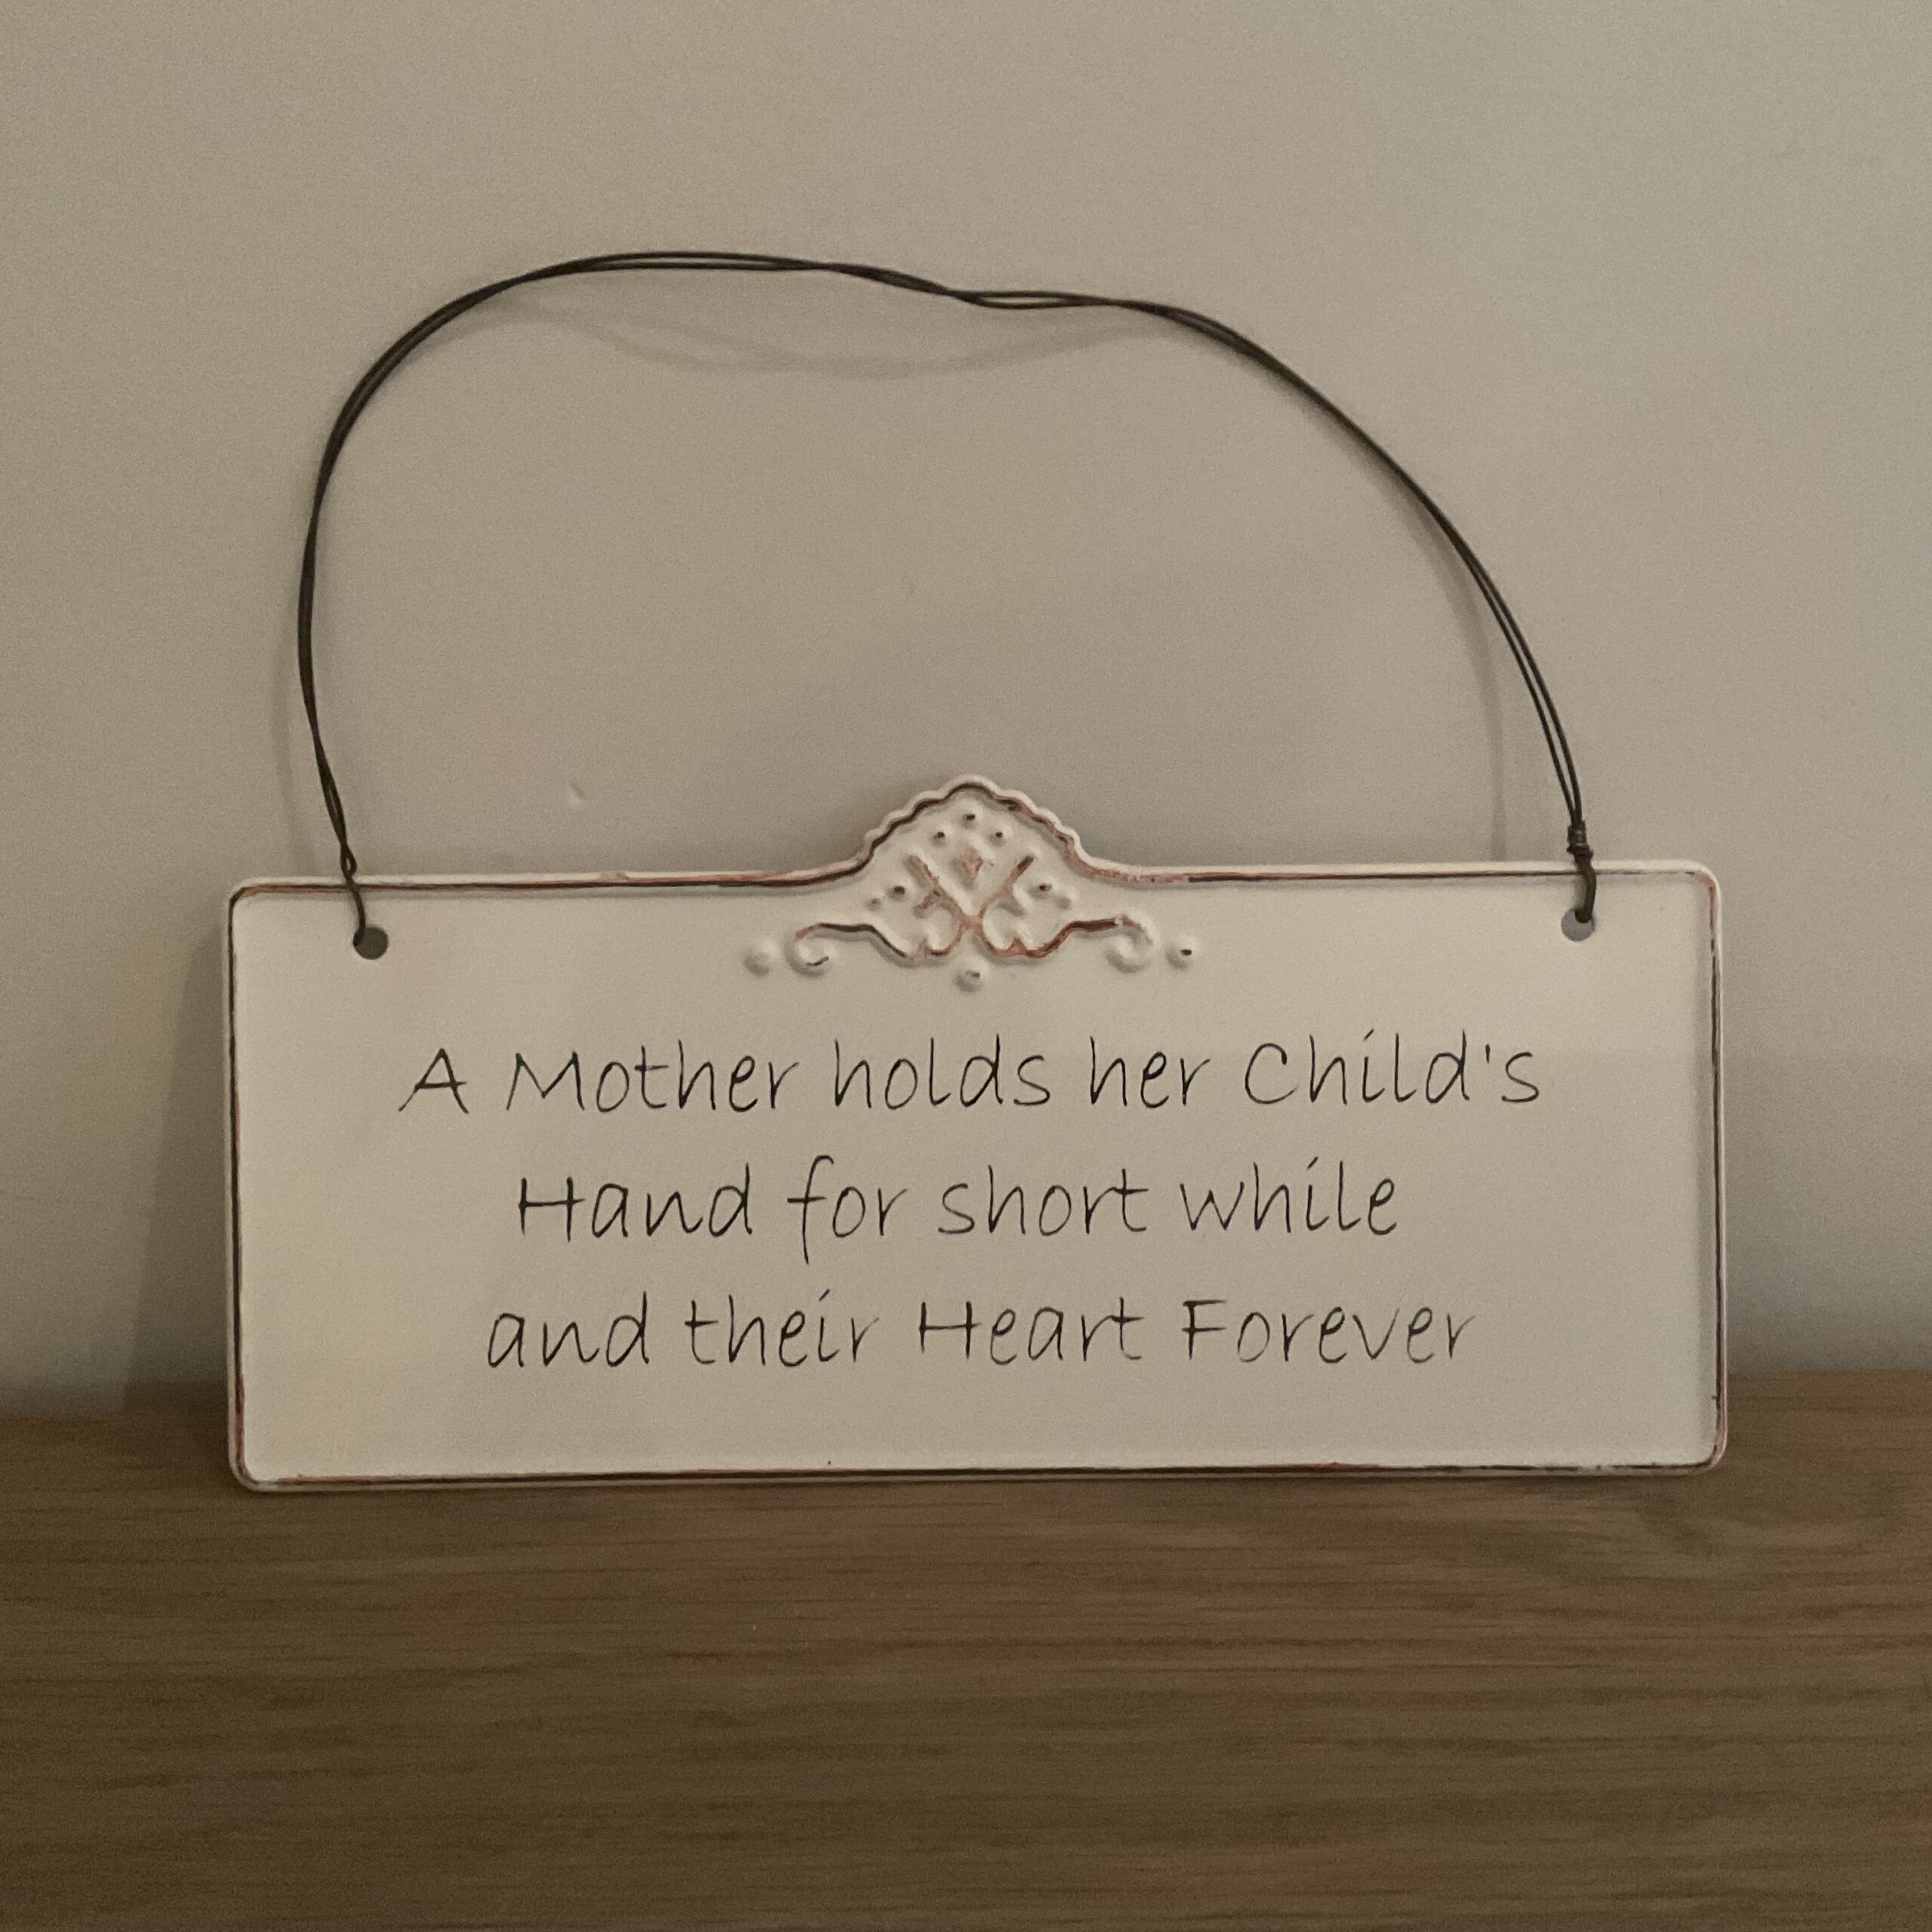 A Mother holds her Child's
Hand for short while
and their Heart Forever